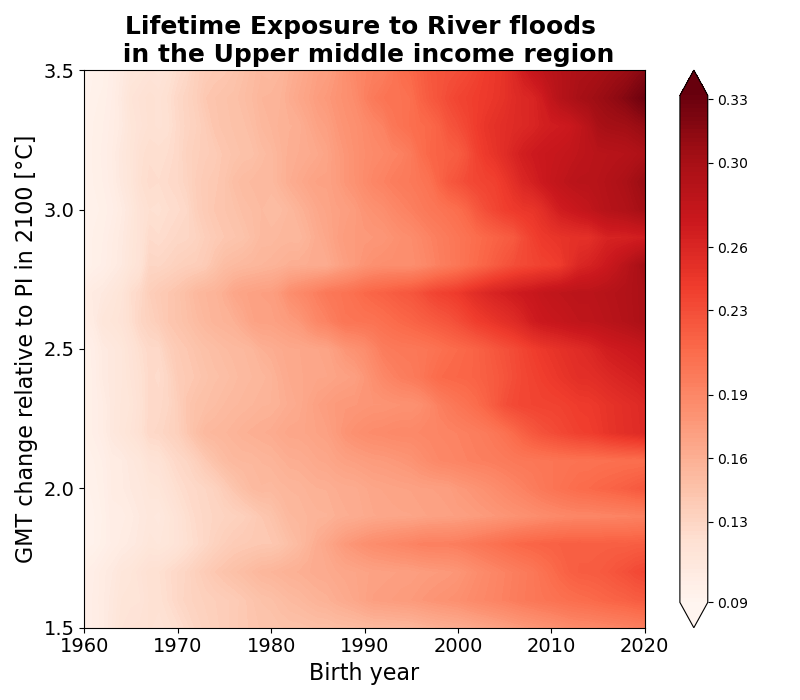 Lifetime Exposure to River floods
in the Upper middle income region
GMT change relative to PI in 2100 [°C]
3.5
3.0
2.5
2.0
1.5
1960 1970 1980 1990 2000 2010 2020
Birth year
0.33
0.30
0.26
0.23
0.19
0.16
0.13
0.09